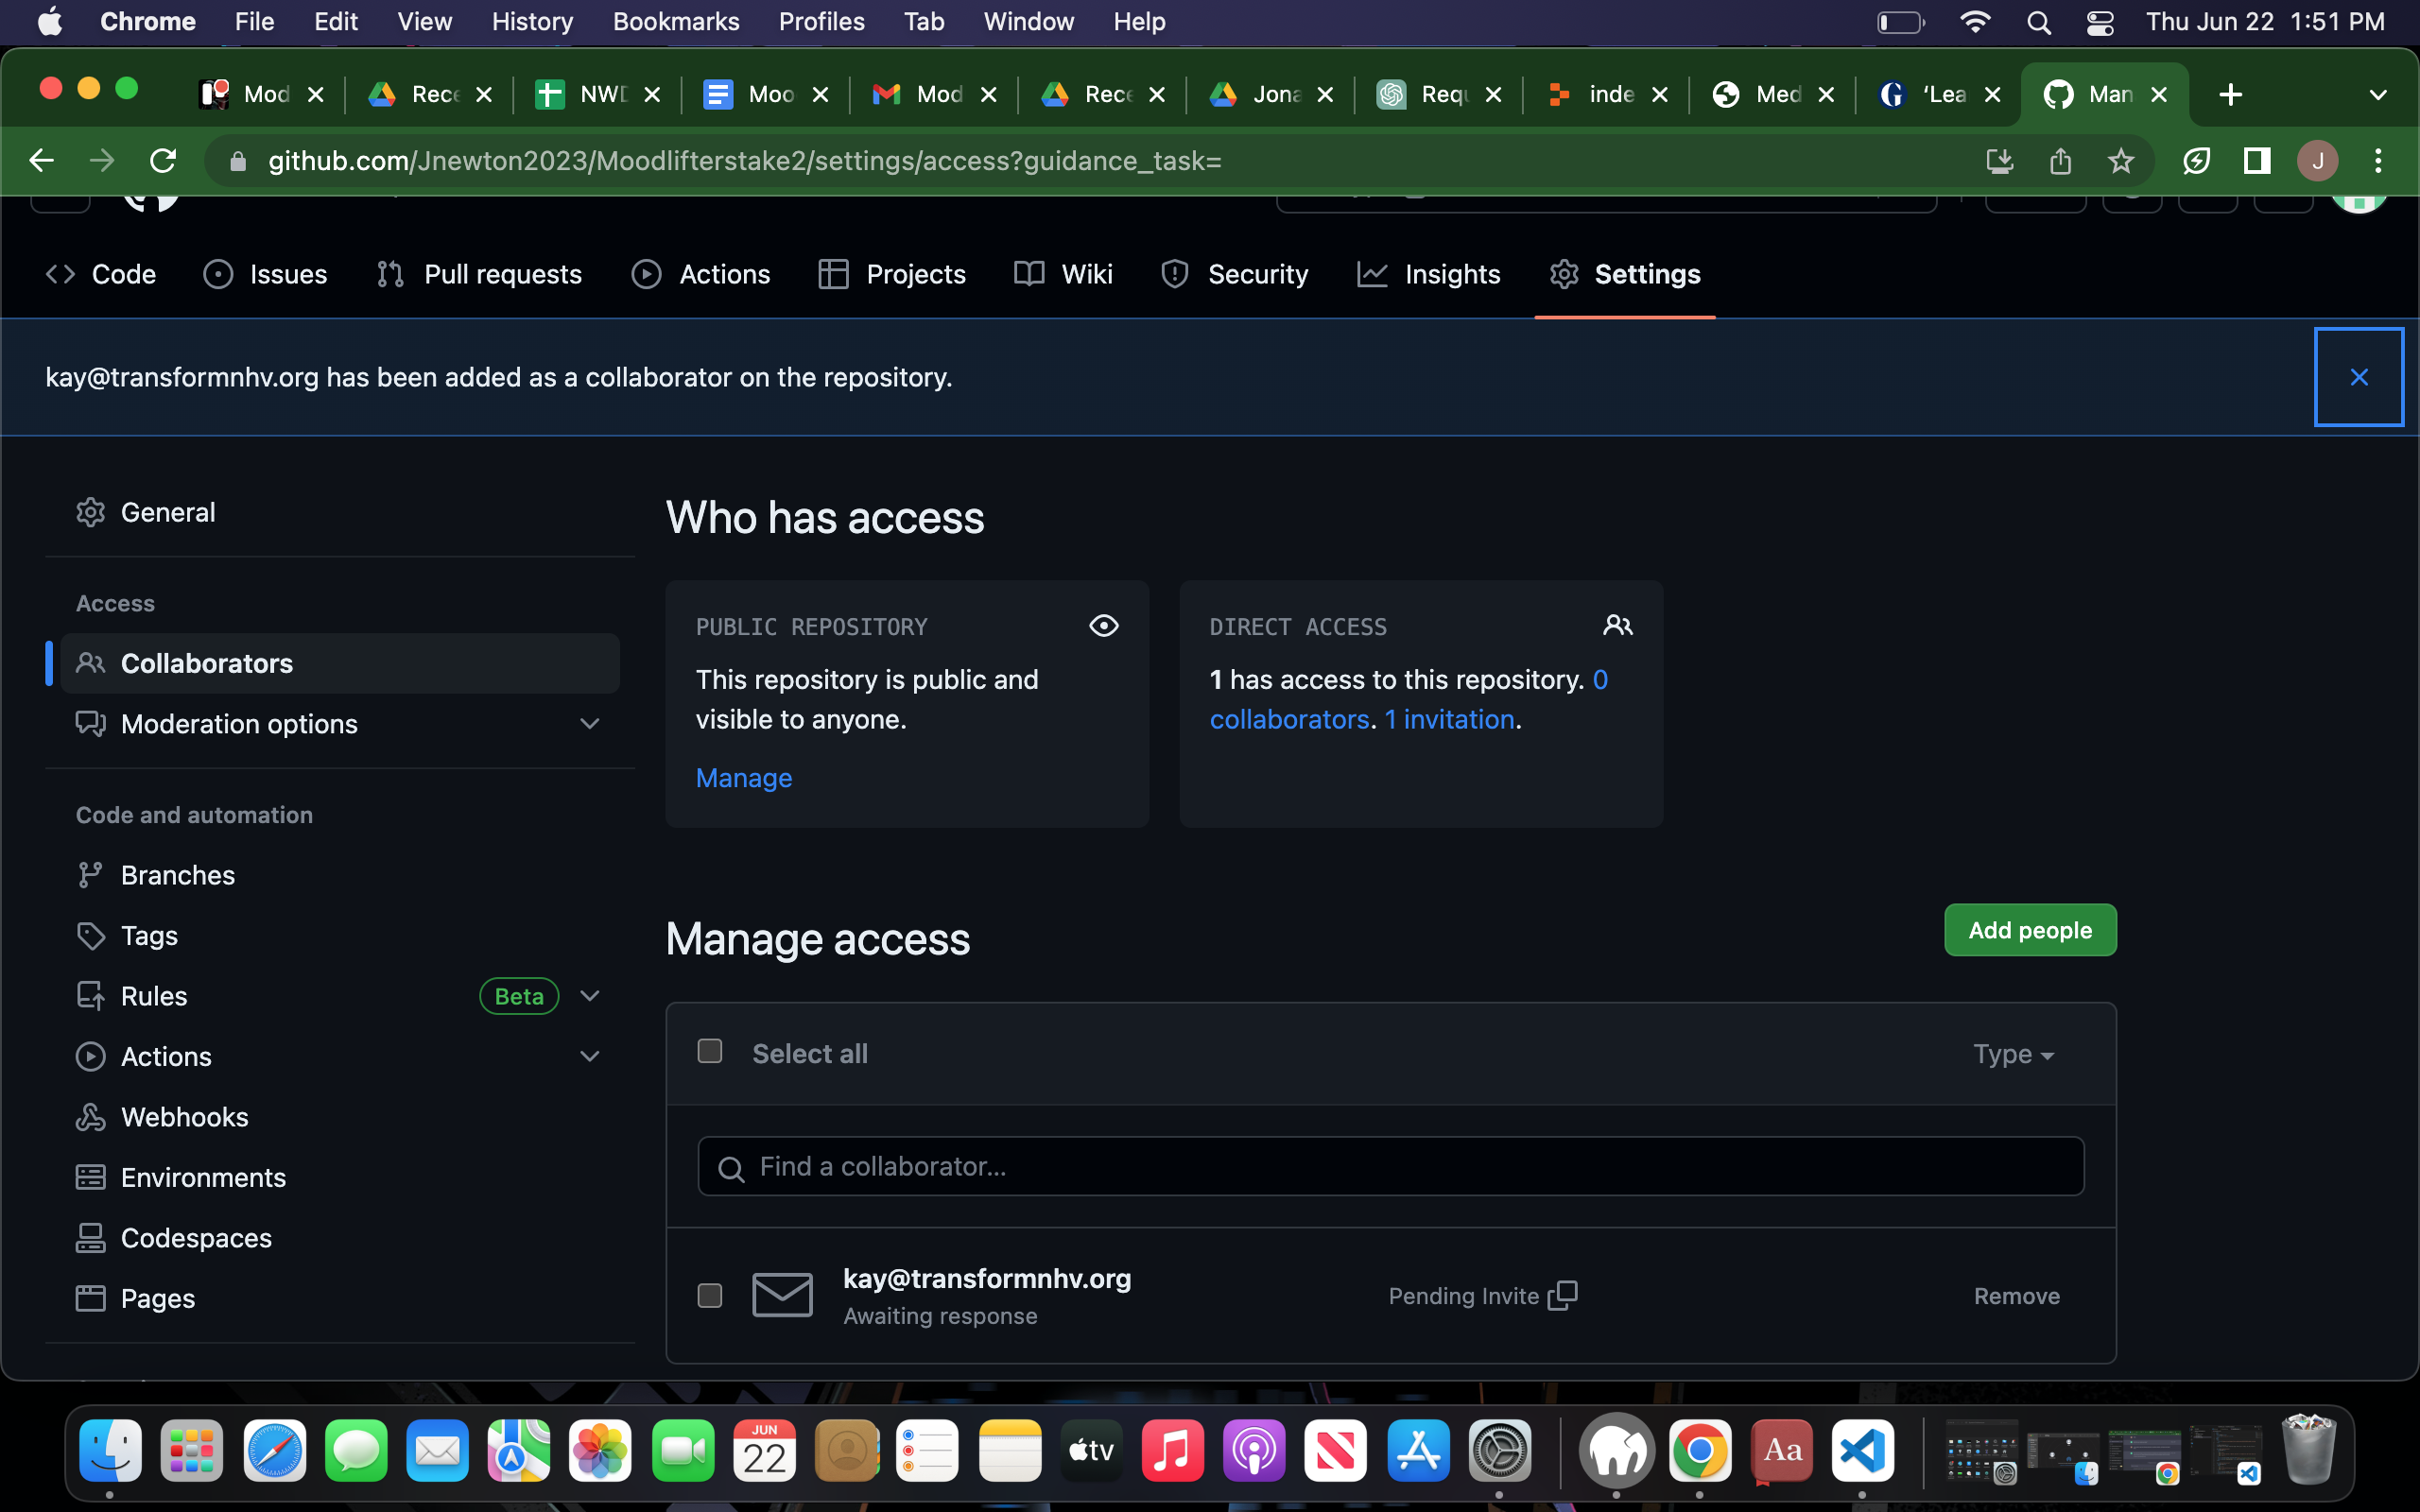 Chrome File Edit View History Bookmarks Profiles Tab Window Help Thu Jun 22 1:51 PM
Mod Rece NWD Moo Mod Rece Jona Requ inde Med ‘Lea Man
github.com/Jnewton2023/Moodlifterstake2/settings/access?guidance_task= J
Code Issues Pull requests Actions Projects Wiki Security Insights Settings
kay@transformnhv.org has been added as a collaborator on the repository.
General
Access
Collaborators
Moderation options
Code and automation
Branches
Tags
Rules Beta
Actions
Webhooks
Environments
Codespaces
Pages
Who has access
PUBLIC REPOSITORY
This repository is public and
visible to anyone.
Manage
DIRECT ACCESS
1 has access to this repository. 0
collaborators. 1 invitation.
Manage access
Add people
Select all Type
Find a collaborator...
kay@transformnhv.org
Awaiting response
Pending Invite Remove
JUN
22
tv
Aa